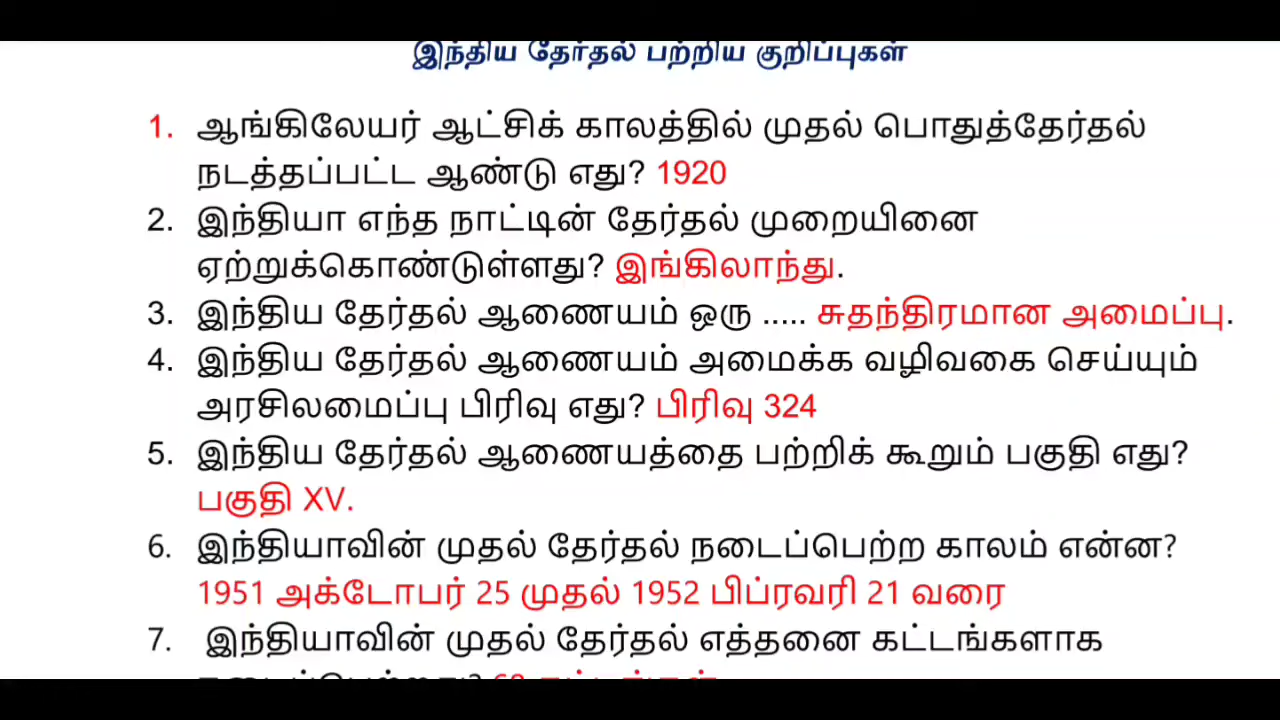 இந்திய தேர்தல் பற்றிய குறிப்புகள்
1. ஆங்கிலேயர் ஆட்சிக் காலத்தில் முதல் பொதுத்தேர்தல்
நடத்தப்பட்ட ஆண்டு எது? 1920
2. இந்தியா எந்த நாட்டின் தேர்தல் முறையினை
ஏற்றுக்கொண்டுள்ளது? இங்கிலாந்து.
3. இந்திய தேர்தல் ஆணையம் ஒரு ..... சுதந்திரமான அமைப்பு.
4. இந்திய தேர்தல் ஆணையம் அமைக்க வழிவகை செய்யும்
அரசிலமைப்பு பிரிவு எது? பிரிவு 324
5. இந்திய தேர்தல் ஆணையத்தை பற்றிக் கூறும் பகுதி எது?
பகுதி XV.
6. இந்தியாவின் முதல் தேர்தல் நடைப்பெற்ற காலம் என்ன?
1951 அக்டோபர் 25 முதல் 1952 பிப்ரவரி 21 வரை
7. இந்தியாவின் முதல் தேர்தல் எத்தனை கட்டங்களாக